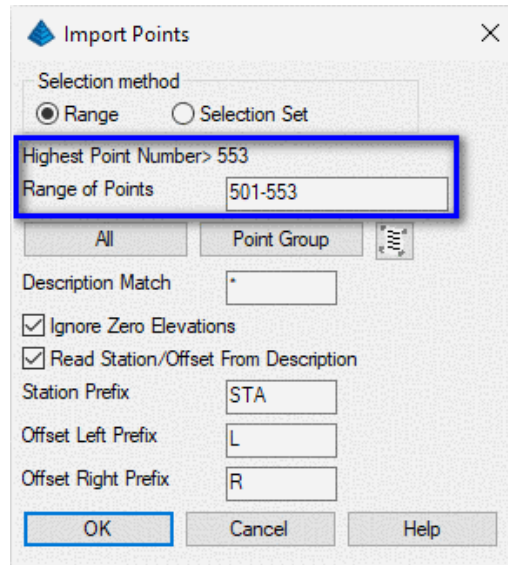 Import Points
Selection method
Range Selection Set
Highest Point Number> 553
Range of Points 501-553
All Point Group
Description Match *
Ignore Zero Elevations
Read Station/Offset From Description
Station Prefix STA
Offset Left Prefix L
Offset Right Prefix R
OK Cancel Help